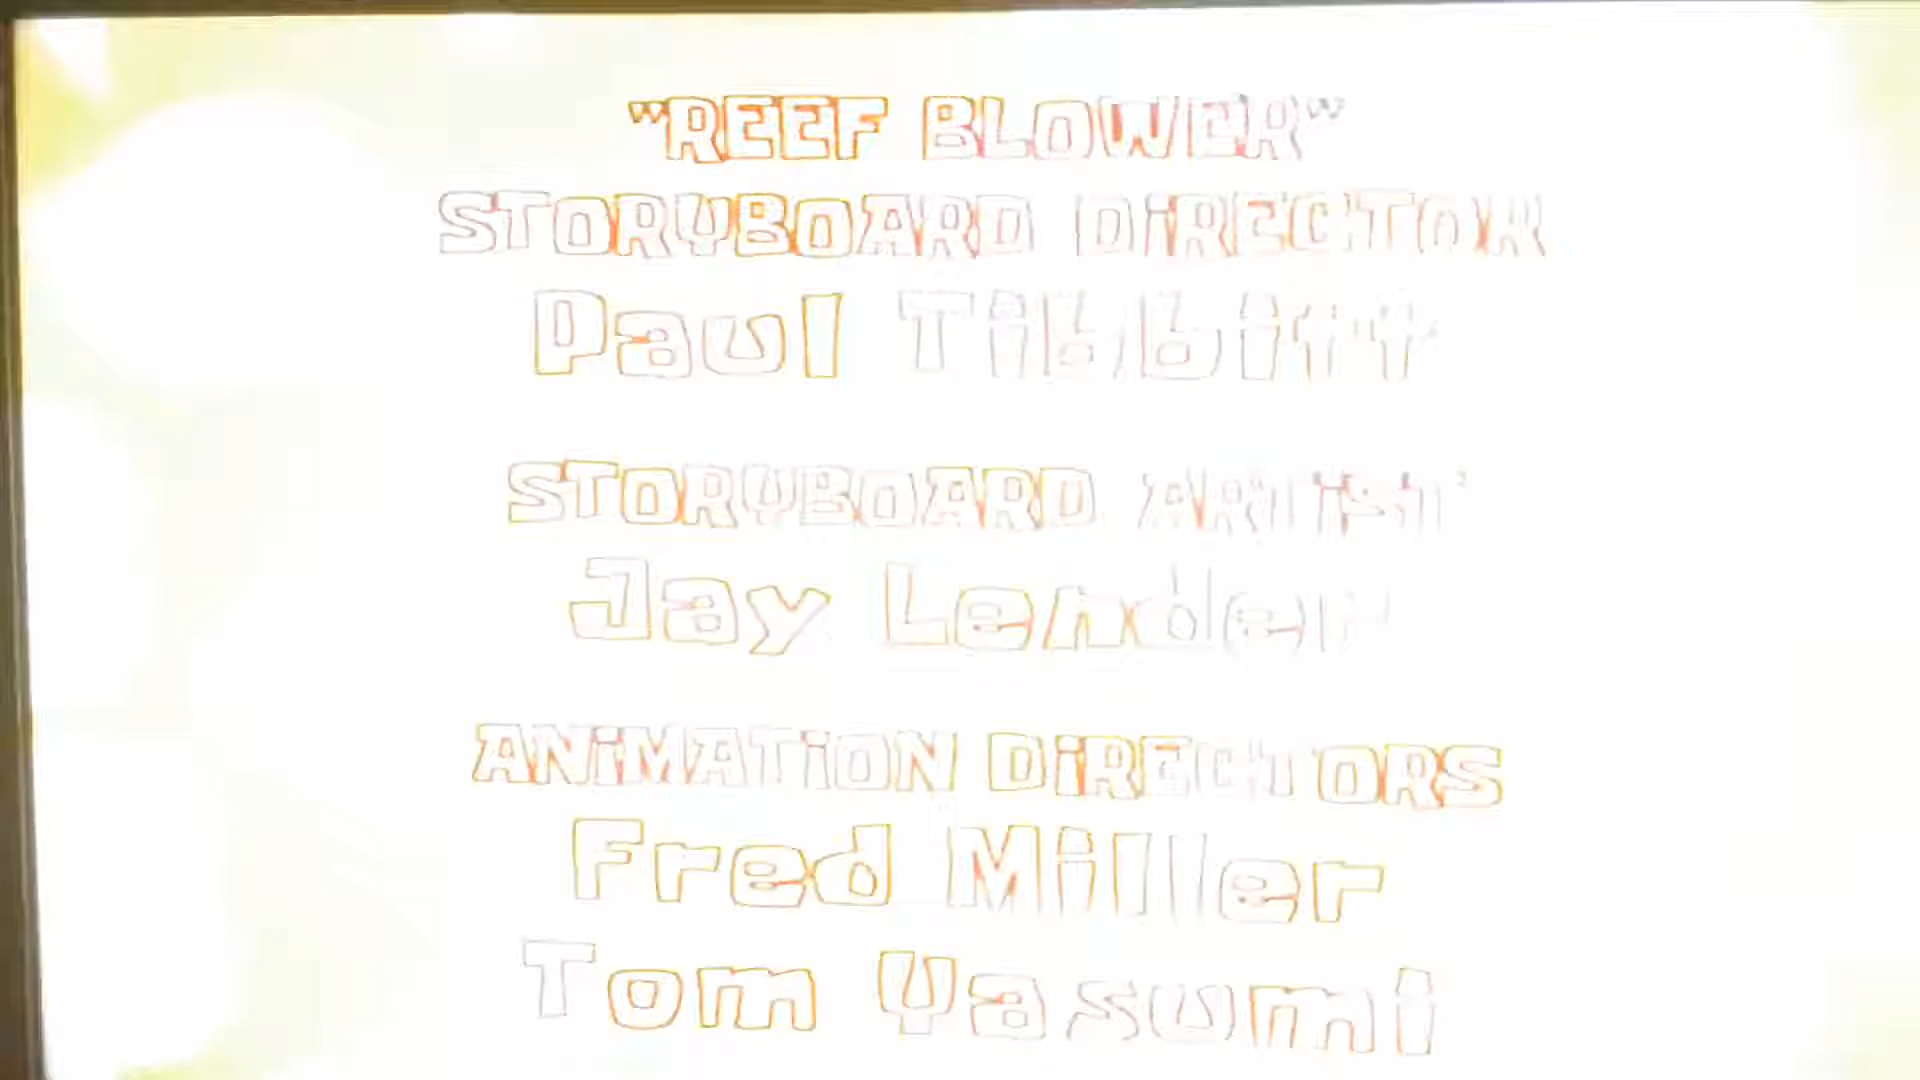 "REEF BLOWER"
STORYBOARD DiRECTOR
Paul Tibbitt
STORYBOARD ARTIST
Jay Lender
ANiMATiON DiRECTORS
Fred Miller
Tom Yasumi